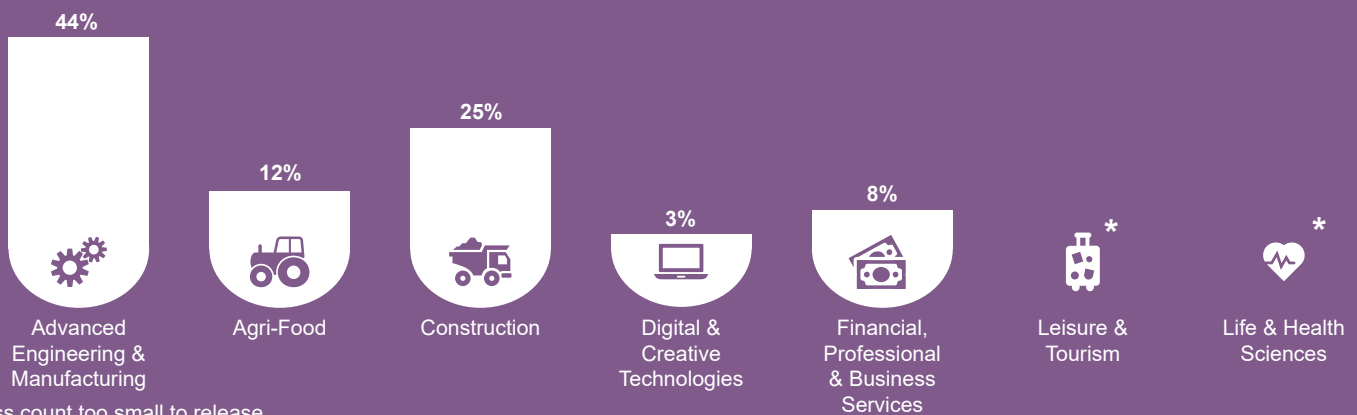 44%
25%
12%
8%
3%
*
*
Advanced
Engineering &
Manufacturing
Agri-Food
Construction
Digital &
Creative
Technologies
Financial,
Professional
& Business
Services
Leisure &
Tourism
Life & Health
Sciences
count too small to release